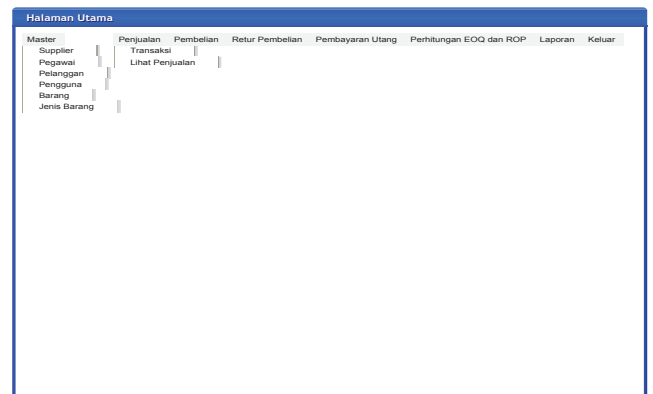 Halaman Utama
Master Penjualan Pembelian Retur Pembelian Pembayaran Utang Perhitungan EOQ dan ROP Laporan Keluar
Supplier Transaksi
Pegawai Lihat Penjualan
Pelanggan
Pengguna
Barang
Jenis Barang